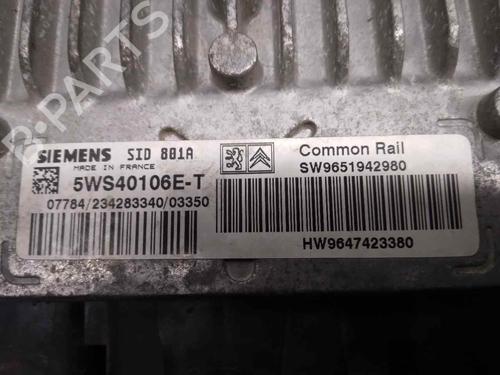 SIEMENS SID 801A
MADE IN FRANCE
5WS40106E-T
07784/234283340/03350
Common Rail
SW9651942980
HW9647423380
B-Parts